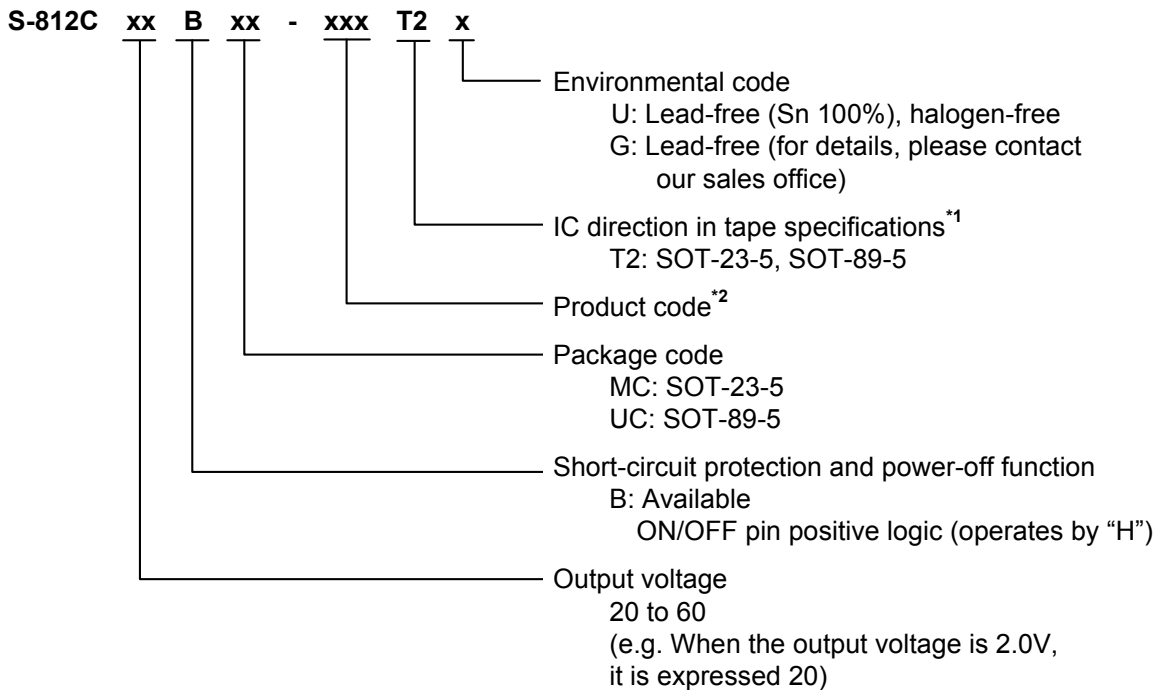 S-812C xx B xx - xxx T2 x
Environmental code
U: Lead-free (Sn 100%), halogen-free
G: Lead-free (for details, please contact
our sales office)
IC direction in tape specifications*1
T2: SOT-23-5, SOT-89-5
Product code*2
Package code
MC: SOT-23-5
UC: SOT-89-5
Short-circuit protection and power-off function
B: Available
ON/OFF pin positive logic (operates by “H”)
Output voltage
20 to 60
(e.g. When the output voltage is 2.0V,
it is expressed 20)